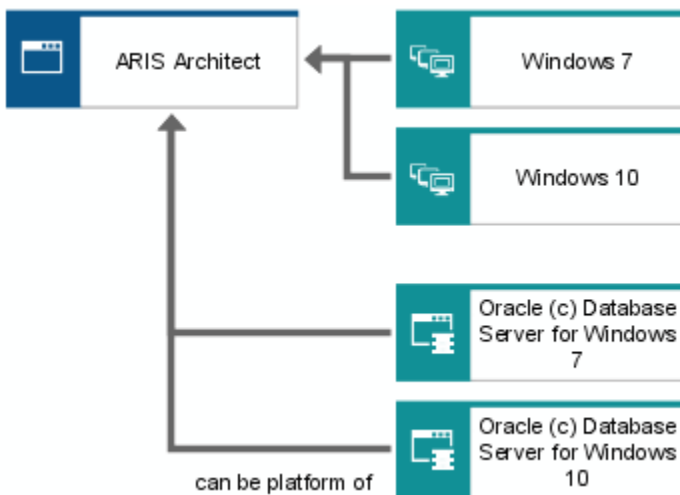 ARIS Architect
Windows 7
Windows 10
Oracle (c) Database
Server for Windows
7
Oracle (c) Database
Server for Windows
10
can be platform of